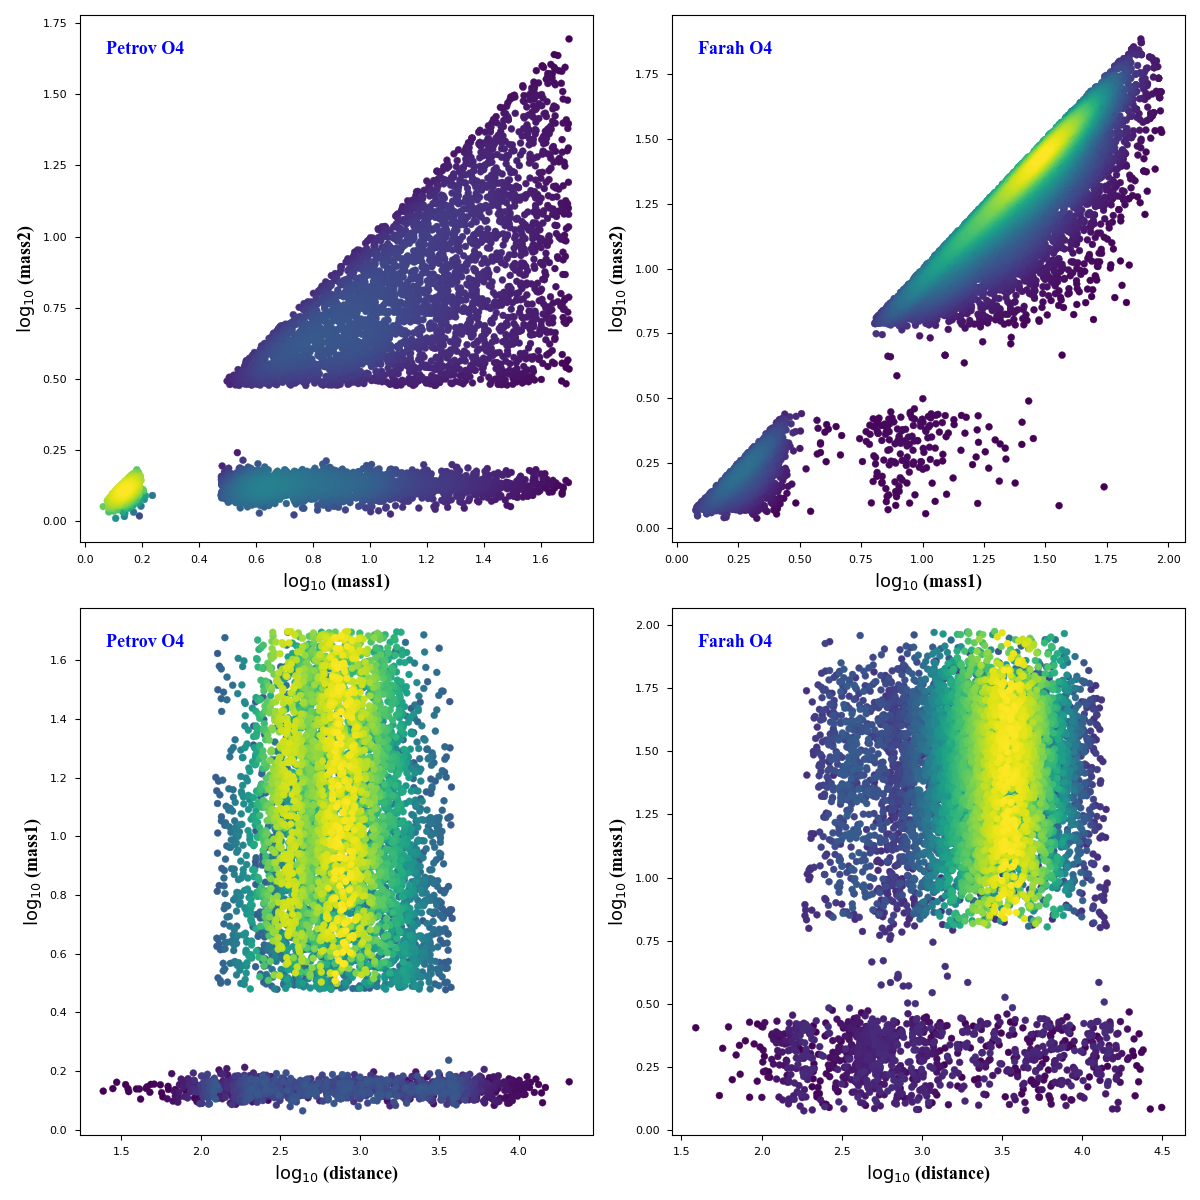 Petrov O4
1.75
1.50
1.25
1.00
0.75
0.50
0.25
0.00
log10 (mass2)
0.0 0.2 0.4 0.6 0.8 1.0 1.2 1.4 1.6
log10 (mass1)
Farah O4
1.75
1.50
1.25
1.00
0.75
0.50
0.25
0.00
log10 (mass2)
0.00 0.25 0.50 0.75 1.00 1.25 1.50 1.75 2.00
log10 (mass1)
Petrov O4
1.6
1.4
1.2
1.0
0.8
0.6
0.4
0.2
0.0
log10 (mass1)
1.5 2.0 2.5 3.0 3.5 4.0
log10 (distance)
Farah O4
2.00
1.75
1.50
1.25
1.00
0.75
0.50
0.25
0.00
log10 (mass1)
1.5 2.0 2.5 3.0 3.5 4.0 4.5
log10 (distance)